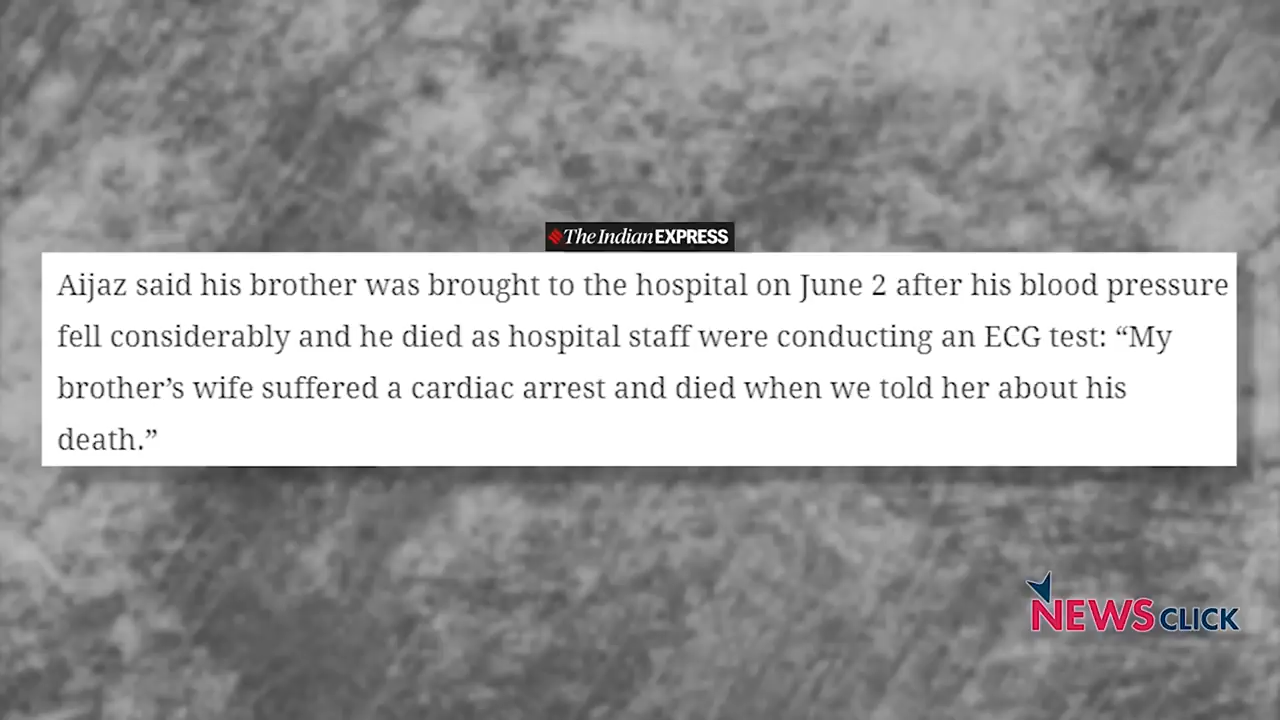 The Indian EXPRESS
Aijaz said his brother was brought to the hospital on June 2 after his blood pressure
fell considerably and he died as hospital staff were conducting an ECG test: “My
brother’s wife suffered a cardiac arrest and died when we told her about his
death.”
NEWSCLICK